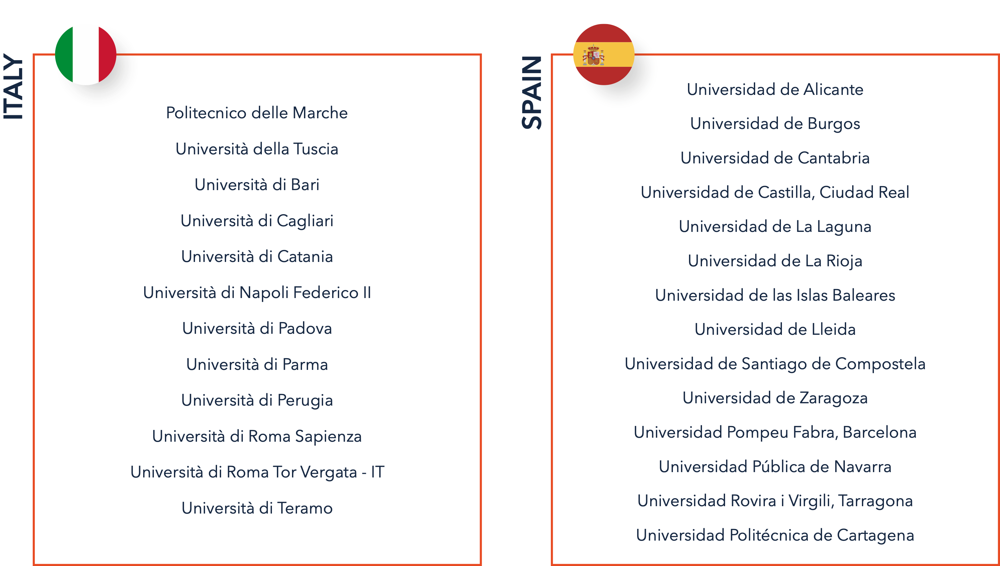 ITALY
Politecnico delle Marche
Università della Tuscia
Università di Bari
Università di Cagliari
Università di Catania
Università di Napoli Federico II
Università di Padova
Università di Parma
Università di Perugia
Università di Roma Sapienza
Università di Roma Tor Vergata - IT
Università di Teramo
SPAIN
Universidad de Alicante
Universidad de Burgos
Universidad de Cantabria
Universidad de Castilla, Ciudad Real
Universidad de La Laguna
Universidad de La Rioja
Universidad de las Islas Baleares
Universidad de Lleida
Universidad de Santiago de Compostela
Universidad de Zaragoza
Universidad Pompeu Fabra, Barcelona
Universidad Pública de Navarra
Universidad Rovira i Virgili, Tarragona
Universidad Politécnica de Cartagena